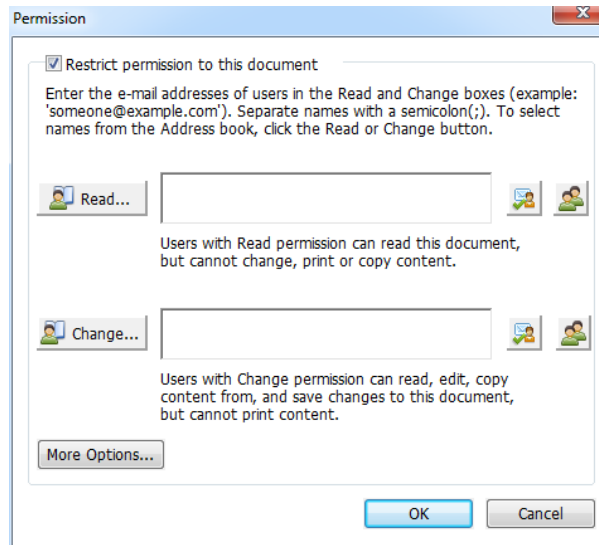 Permission
Restrict permission to this document
Enter the e-mail addresses of users in the Read and Change boxes (example:
'someone@example.com'). Separate names with a semicolon(;). To select
names from the Address book, click the Read or Change button.
Read...
Users with Read permission can read this document,
but cannot change, print or copy content.
Change...
Users with Change permission can read, edit, copy
content from, and save changes to this document,
but cannot print content.
More Options...
OK Cancel